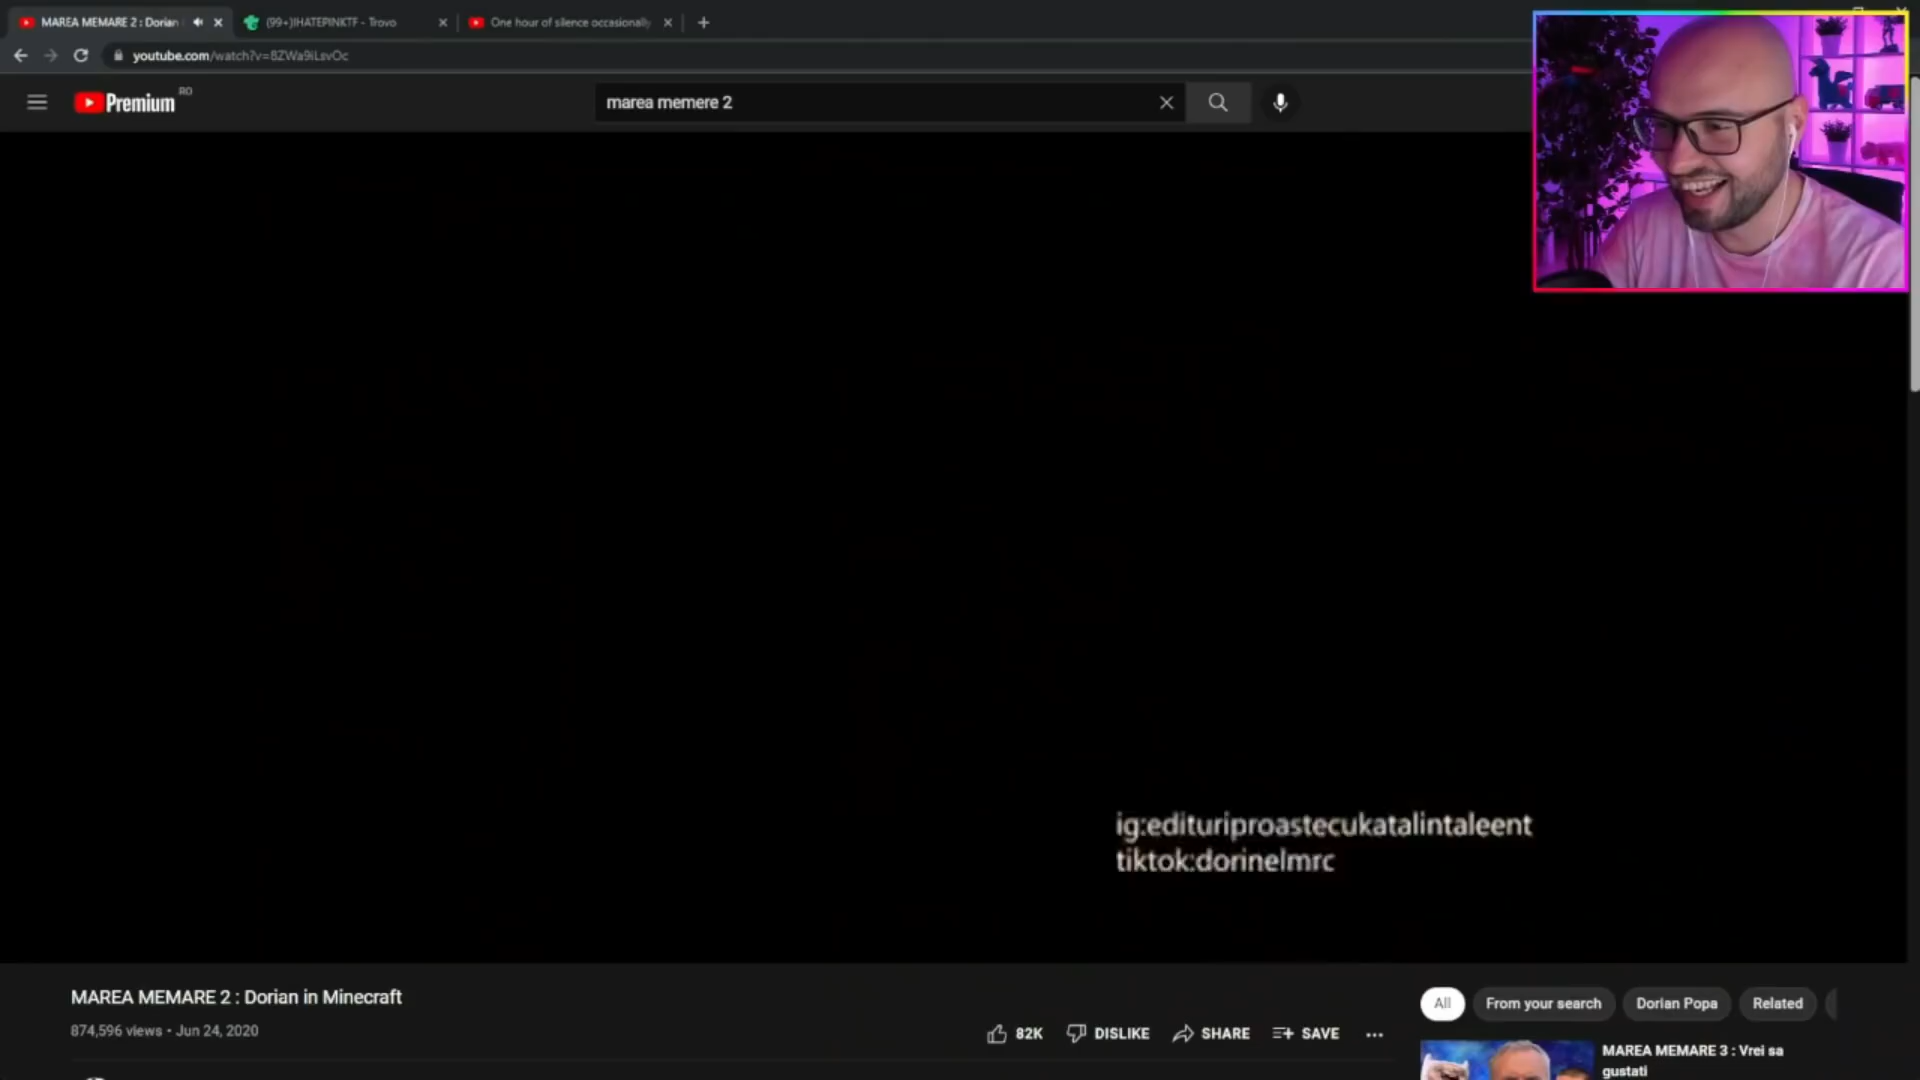 MAREA MEMARE 2 : Dorian
(99+)IHATEPINKTF - Trovo
One hour of silence occasionally
youtube.com/watch?v=8ZWa9iLsvOc
Premium RO
marea memere 2
ig:edituriproastecukatalintaleent
tiktok:dorinelmrc
MAREA MEMARE 2 : Dorian in Minecraft
874,596 views • Jun 24, 2020
82K DISLIKE SHARE SAVE
All From your search Dorian Popa Related
MAREA MEMARE 3 : Vrei sa
gustati